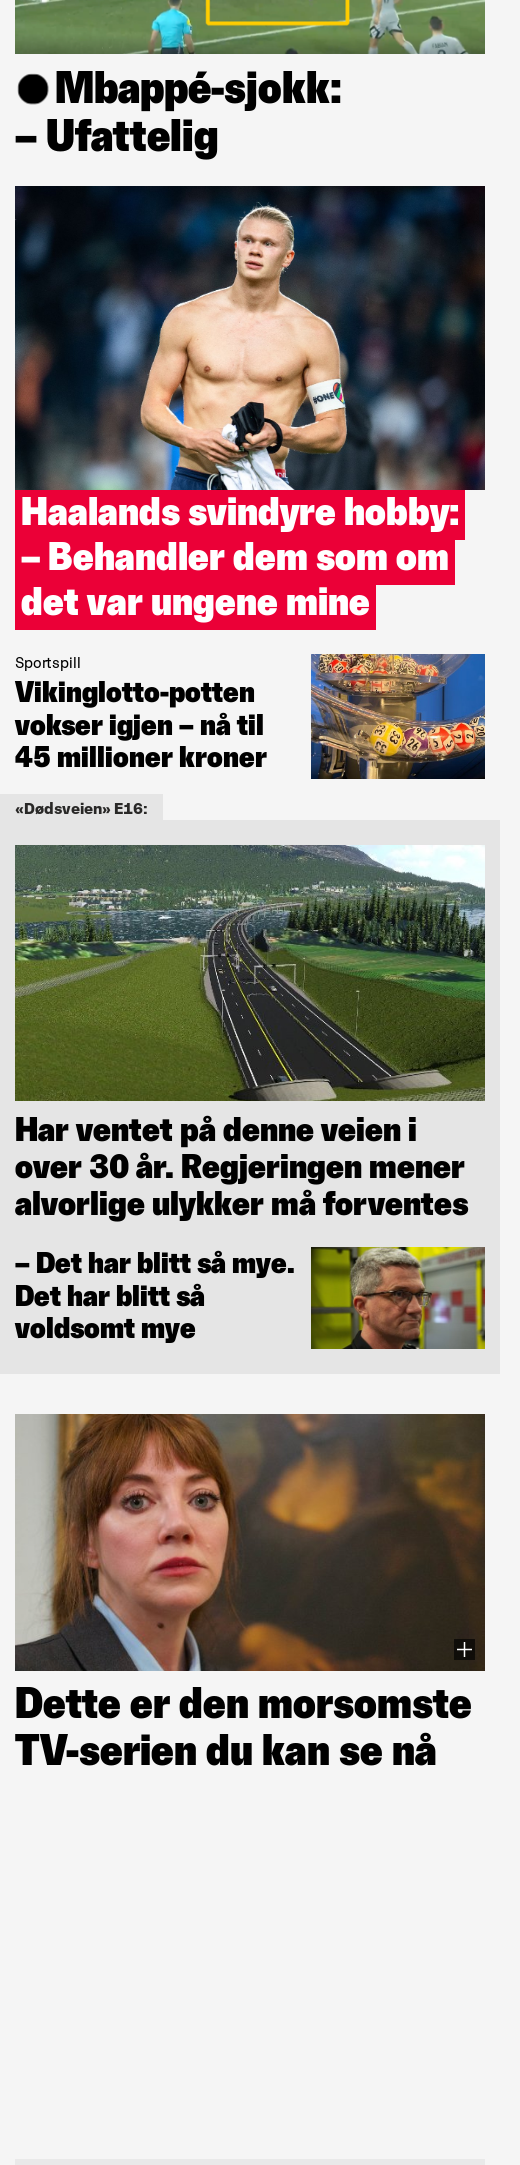 Mbappé-sjokk:
– Ufattelig
Haalands svindyre hobby:
– Behandler dem som om
det var ungene mine
Sportspill
Vikinglotto-potten
vokser igjen – nå til
45 millioner kroner
«Dødsveien» E16:
Har ventet på denne veien i
over 30 år. Regjeringen mener
alvorlige ulykker må forventes
– Det har blitt så mye.
Det har blitt så
voldsomt mye
Dette er den morsomste
TV-serien du kan se nå